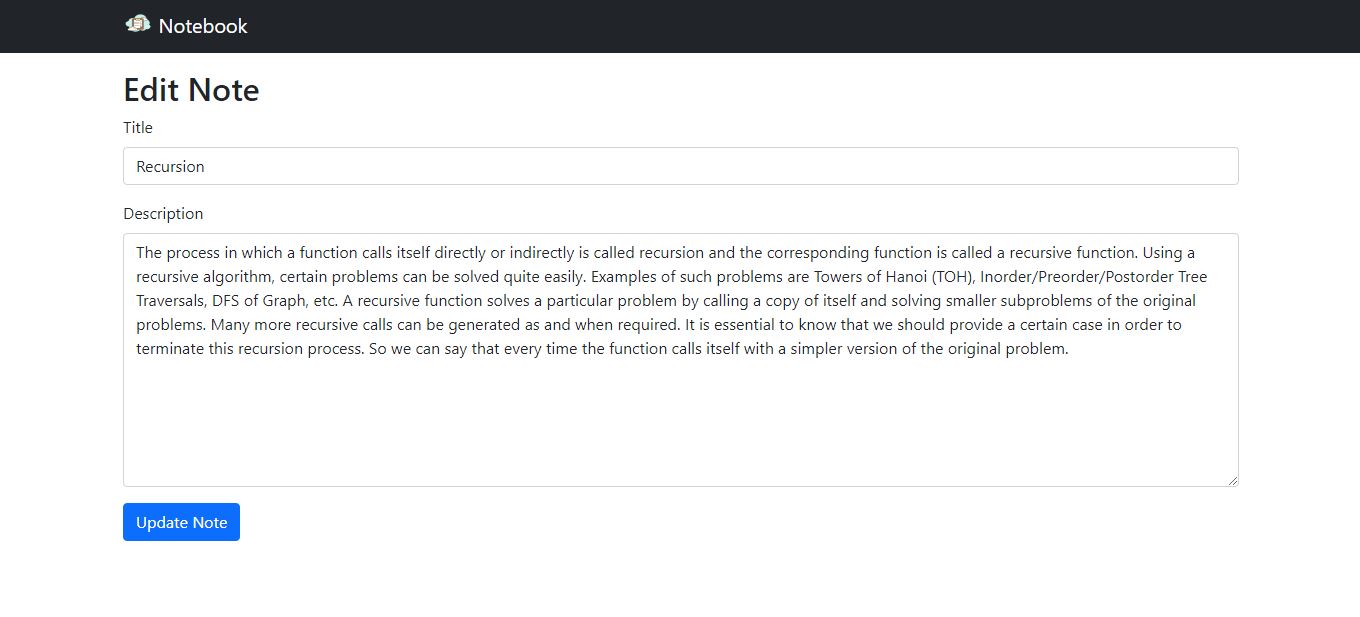 Notebook
Edit Note
Title
Recursion
Description
The process in which a function calls itself directly or indirectly is called recursion and the corresponding function is called a recursive function. Using a
recursive algorithm, certain problems can be solved quite easily. Examples of such problems are Towers of Hanoi (TOH), Inorder/Preorder/Postorder Tree
Traversals, DFS of Graph, etc. A recursive function solves a particular problem by calling a copy of itself and solving smaller subproblems of the original
problems. Many more recursive calls can be generated as and when required. It is essential to know that we should provide a certain case in order to
terminate this recursion process. So we can say that every time the function calls itself with a simpler version of the original problem.
Update Note